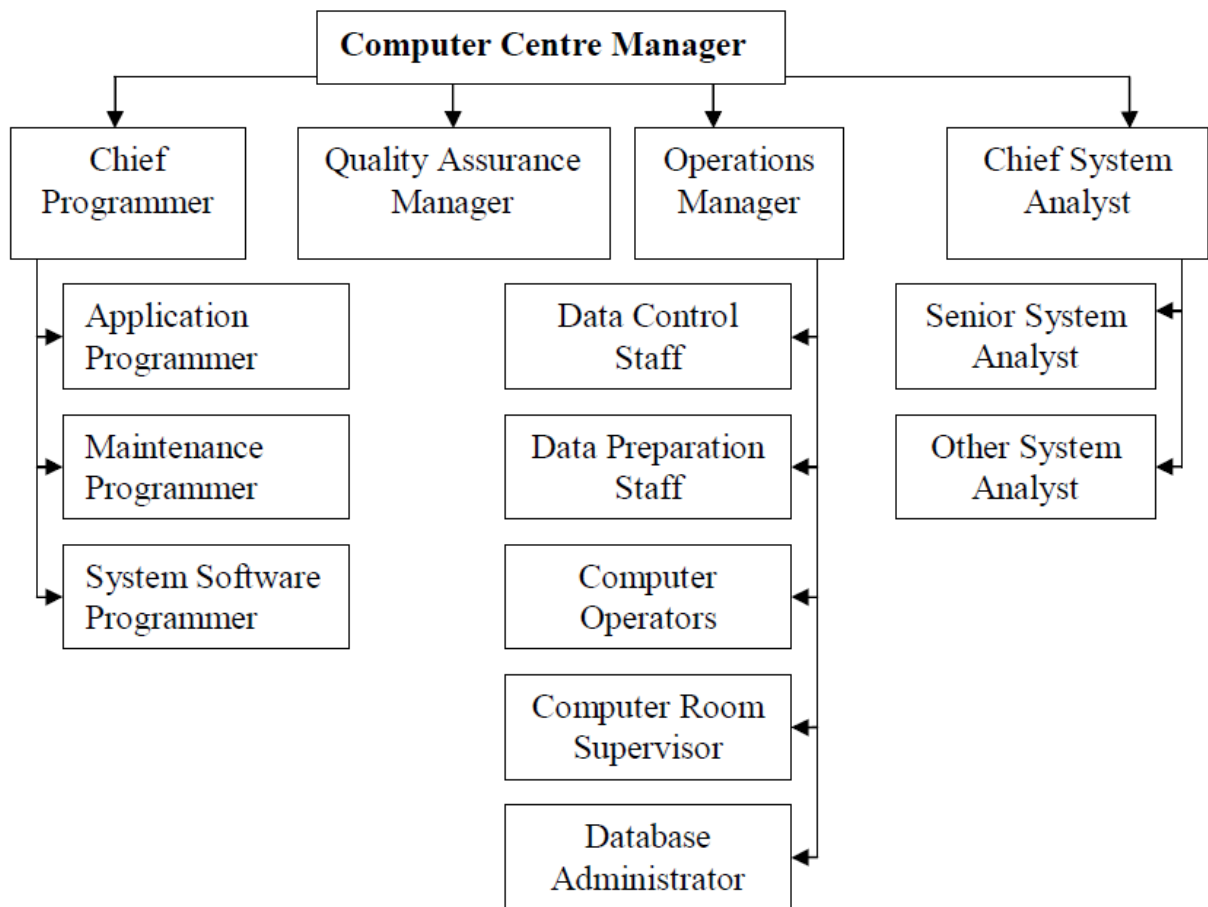 Computer Centre Manager
Chief
Programmer
Quality Assurance
Manager
Operations
Manager
Chief System
Analyst
Application
Programmer
Maintenance
Programmer
System Software
Programmer
Data Control
Staff
Data Preparation
Staff
Computer
Operators
Computer Room
Supervisor
Database
Administrator
Senior System
Analyst
Other System
Analyst